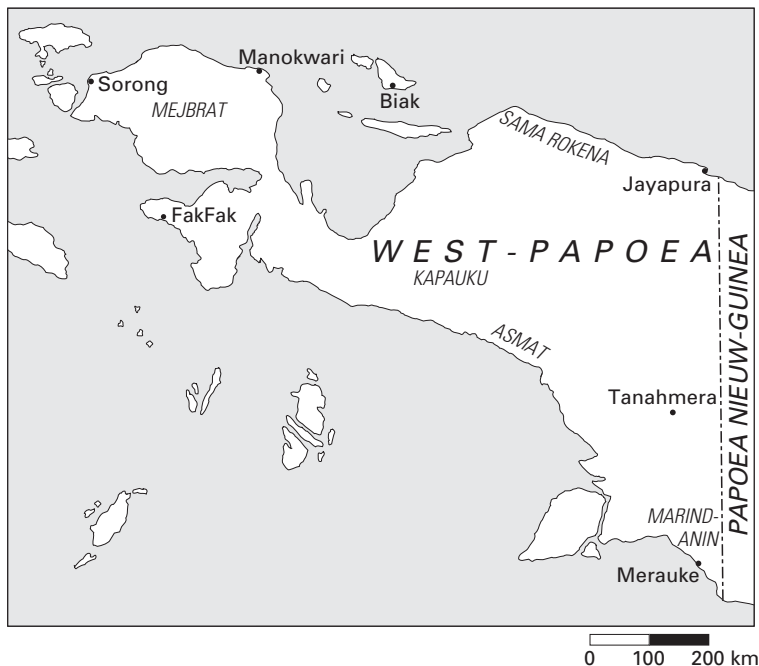 Manokwari
Sorong
MEJBRAT
Biak
SAMA ROKENA
Jayapura
FakFak
WEST-PAPOEA
KAPAUKU
PAPOEA NIEUW-GUINEA
ASMAT
Tanahmera
MARIND-
ANIN
Merauke
0 100 200 km